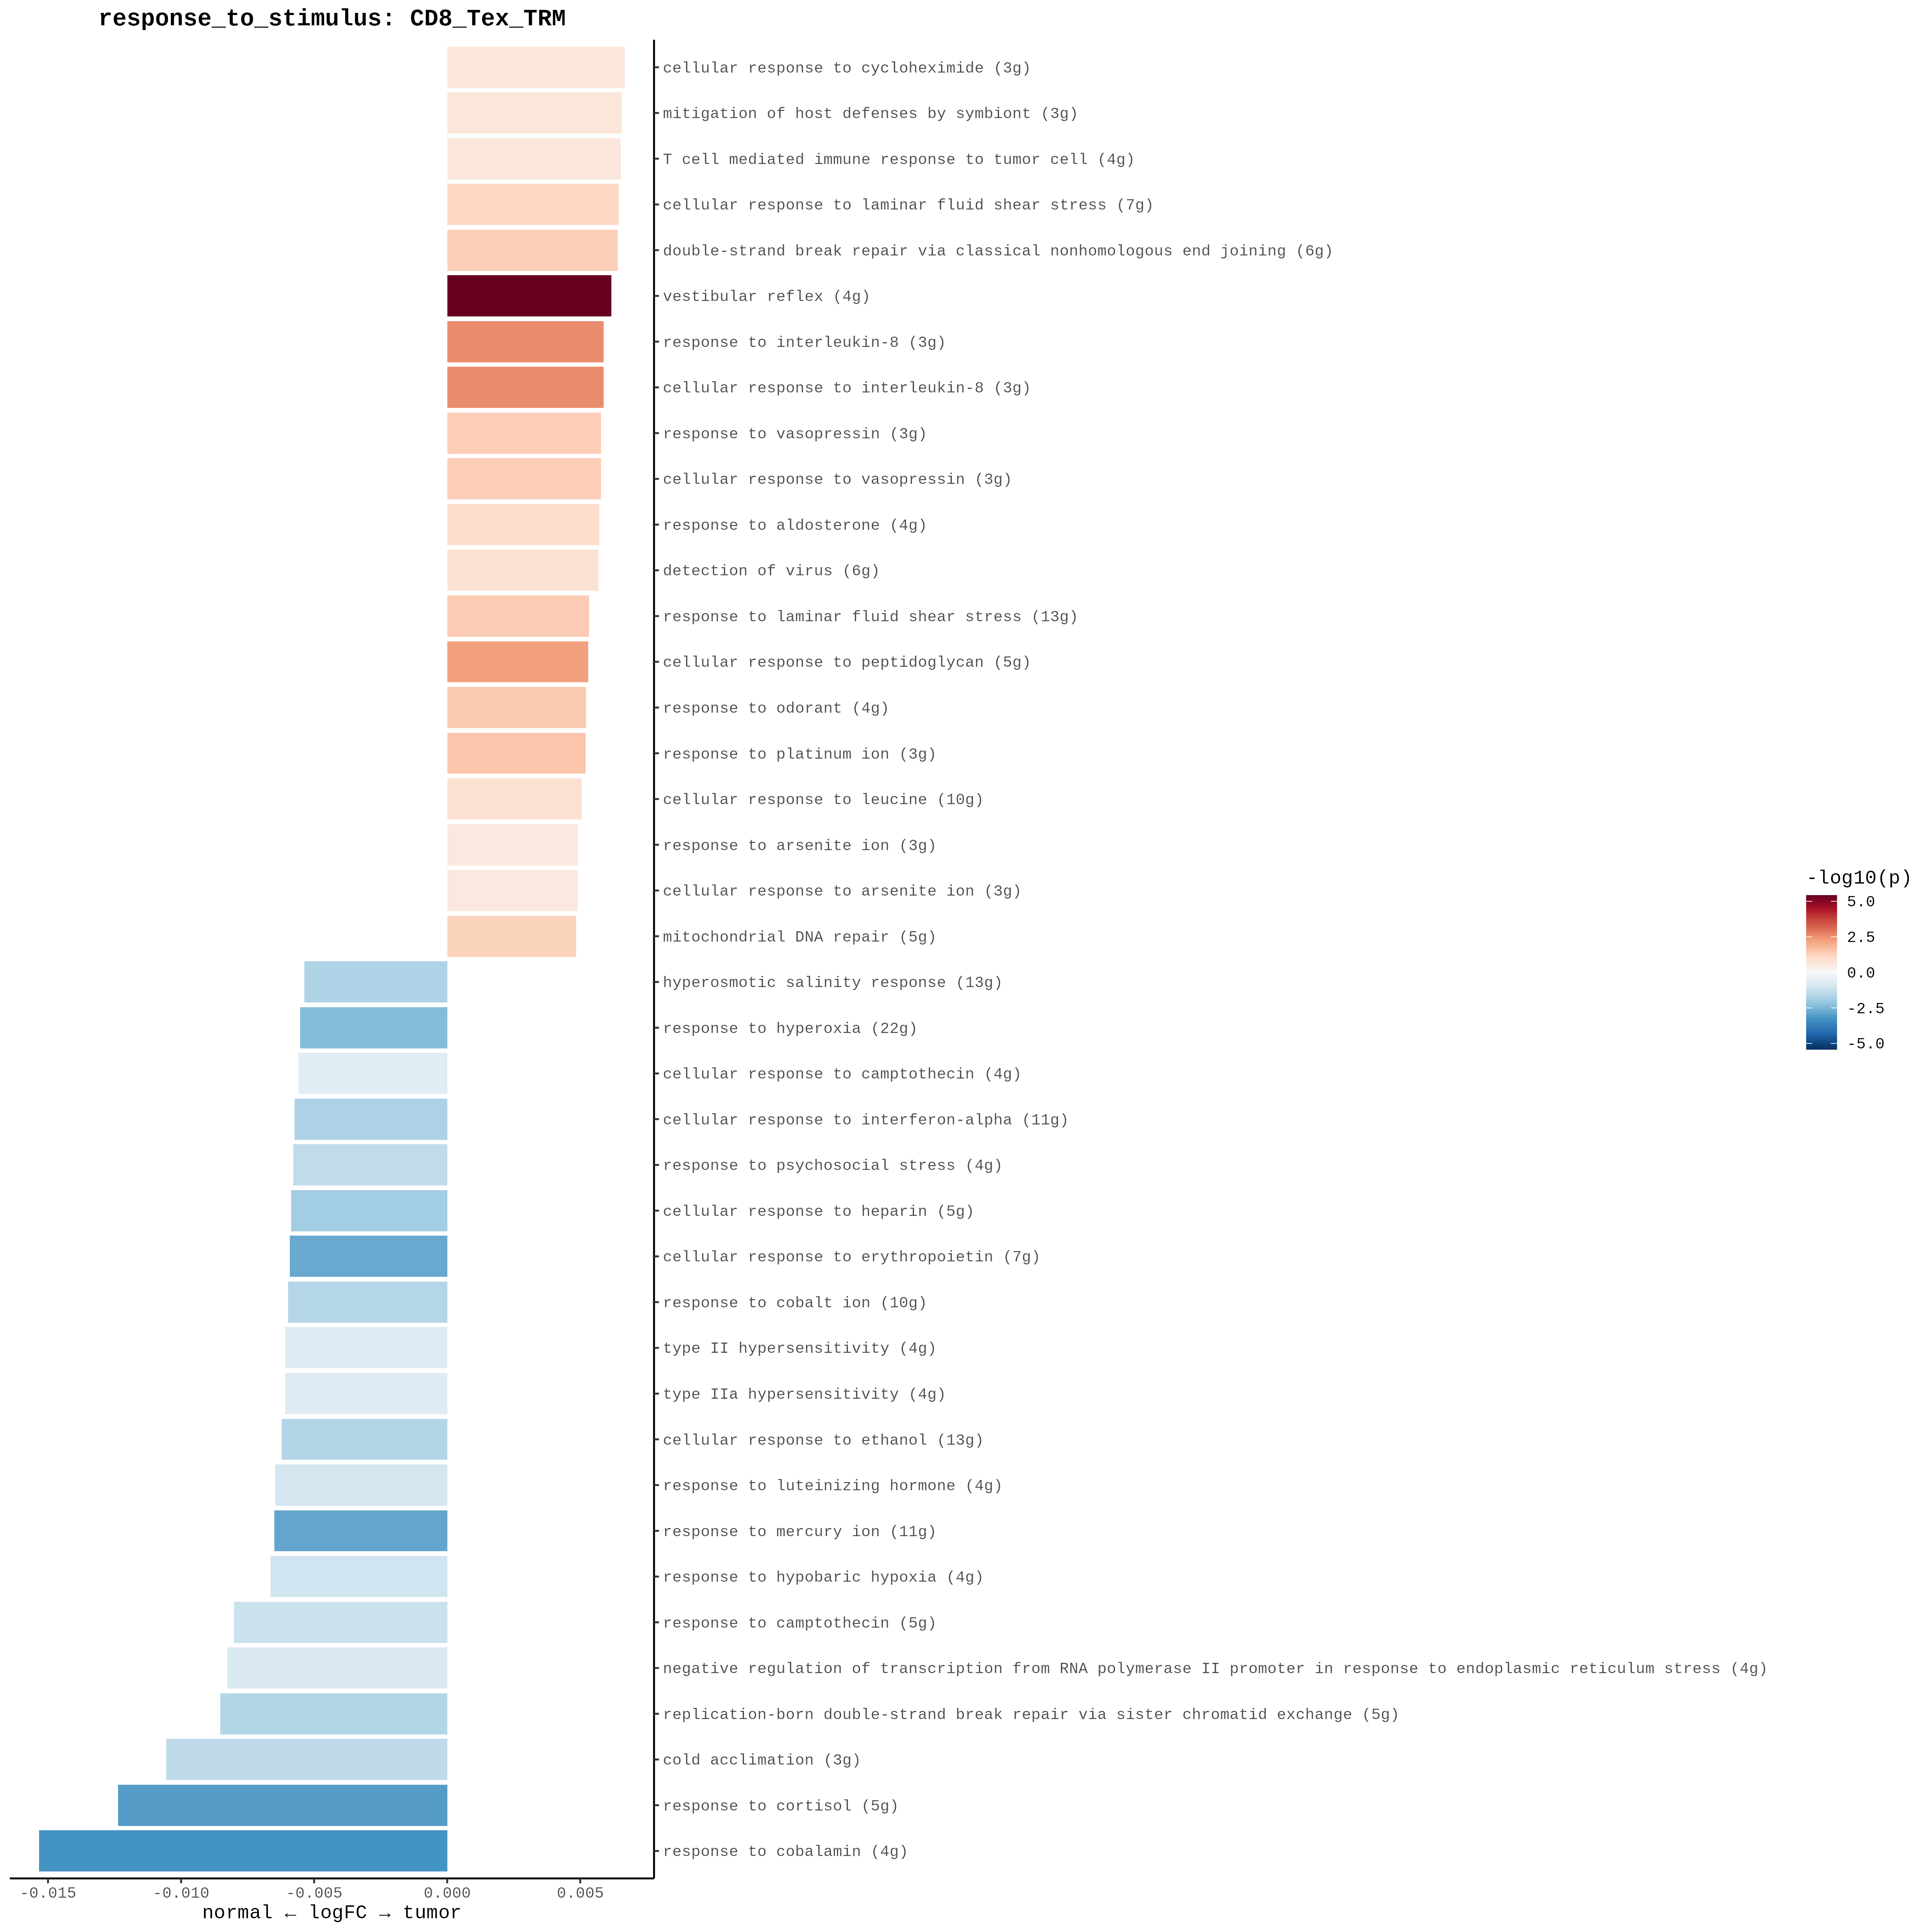 response_to_stimulus: CD8_Tex_TRM
cellular response to cycloheximide (3g)
mitigation of host defenses by symbiont (3g)
T cell mediated immune response to tumor cell (4g)
cellular response to laminar fluid shear stress (7g)
double-strand break repair via classical nonhomologous end joining (6g)
vestibular reflex (4g)
response to interleukin-8 (3g)
cellular response to interleukin-8 (3g)
response to vasopressin (3g)
cellular response to vasopressin (3g)
response to aldosterone (4g)
detection of virus (6g)
response to laminar fluid shear stress (13g)
cellular response to peptidoglycan (5g)
response to odorant (4g)
response to platinum ion (3g)
cellular response to leucine (10g)
response to arsenite ion (3g)
cellular response to arsenite ion (3g)
mitochondrial DNA repair (5g)
hyperosmotic salinity response (13g)
response to hyperoxia (22g)
cellular response to camptothecin (4g)
cellular response to interferon-alpha (11g)
response to psychosocial stress (4g)
cellular response to heparin (5g)
cellular response to erythropoietin (7g)
response to cobalt ion (10g)
type II hypersensitivity (4g)
type IIa hypersensitivity (4g)
cellular response to ethanol (13g)
response to luteinizing hormone (4g)
response to mercury ion (11g)
response to hypobaric hypoxia (4g)
response to camptothecin (5g)
negative regulation of transcription from RNA polymerase II promoter in response to endoplasmic reticulum stress (4g)
replication-born double-strand break repair via sister chromatid exchange (5g)
cold acclimation (3g)
response to cortisol (5g)
response to cobalamin (4g)
-0.015 -0.010 -0.005 0.000 0.005
normal ← logFC → tumor
-log10(p)
5.0
2.5
0.0
-2.5
-5.0